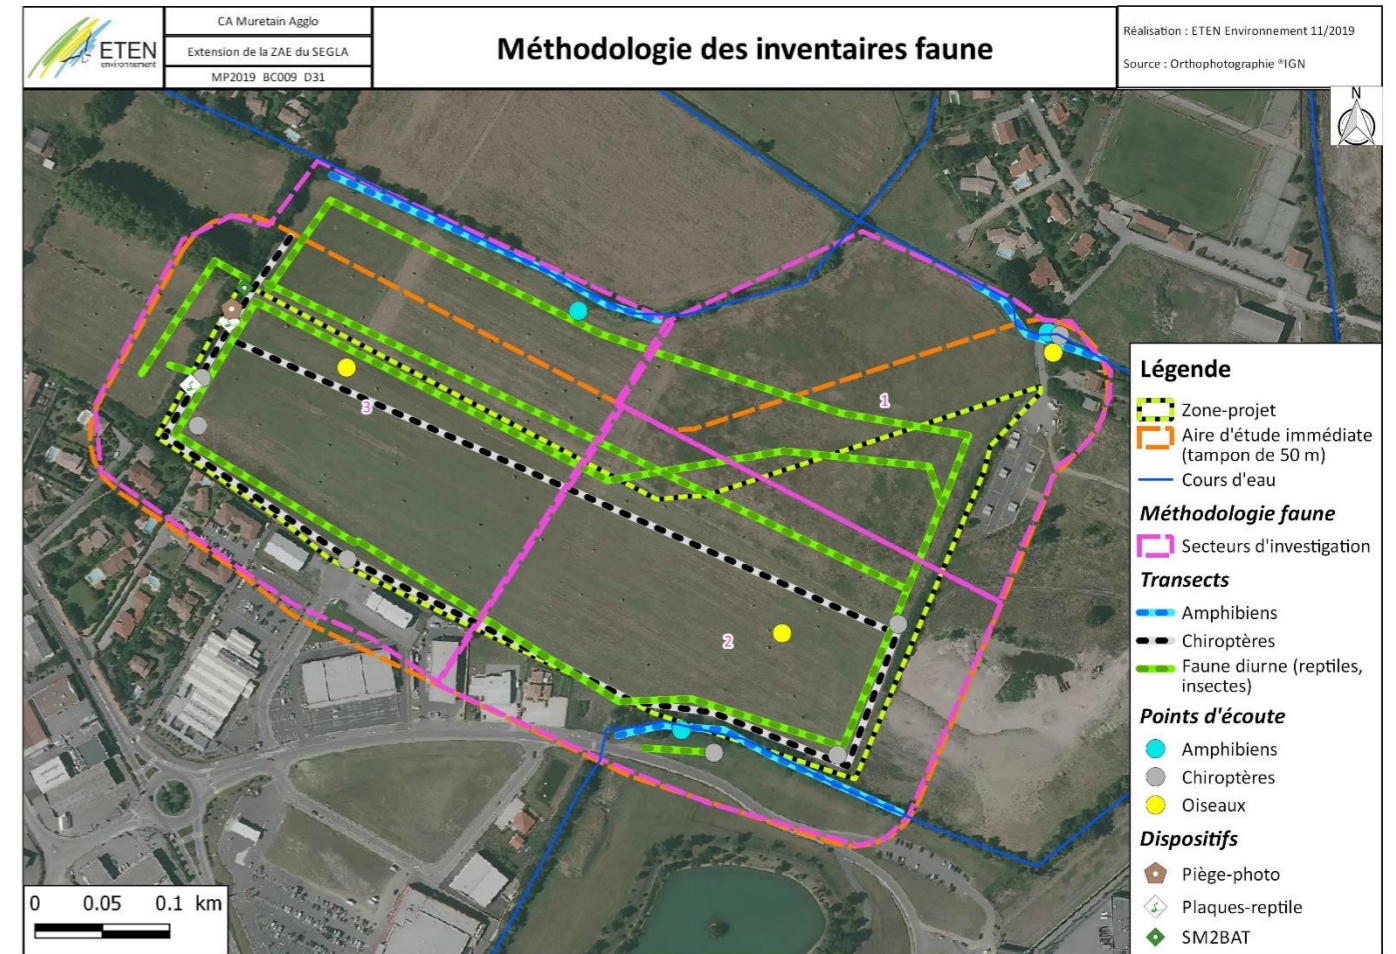 ETEN
environnement
CA Muretain Agglo
Extension de la ZAE du SEGLA
MP2019 BC009 D31
Méthodologie des inventaires faune
Réalisation : ETEN Environnement 11/2019
Source : Orthophotographie ®IGN
N
1
3
2
Légende
Zone-projet
Aire d'étude immédiate
(tampon de 50 m)
Cours d'eau
Méthodologie faune
Secteurs d'investigation
Transects
Amphibiens
Chiroptères
Faune diurne (reptiles,
insectes)
Points d'écoute
Amphibiens
Chiroptères
Oiseaux
Dispositifs
Piège-photo
Plaques-reptile
SM2BAT
0 0.05 0.1 km